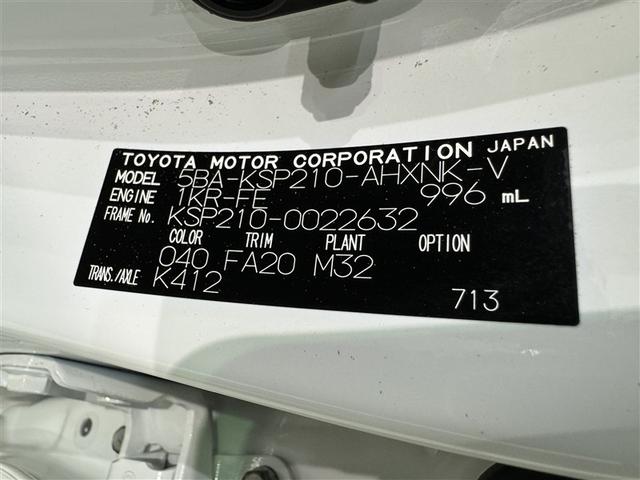 TOYOTA MOTOR CORPORATION JAPAN
MODEL 5BA-KSP210-AHXNK-V
ENGINE 1KR-FE 996 mL
FRAME No. KSP210-0022632
COLOR TRIM PLANT OPTION
040 FA20 M32
TRANS./AXLE K412
713